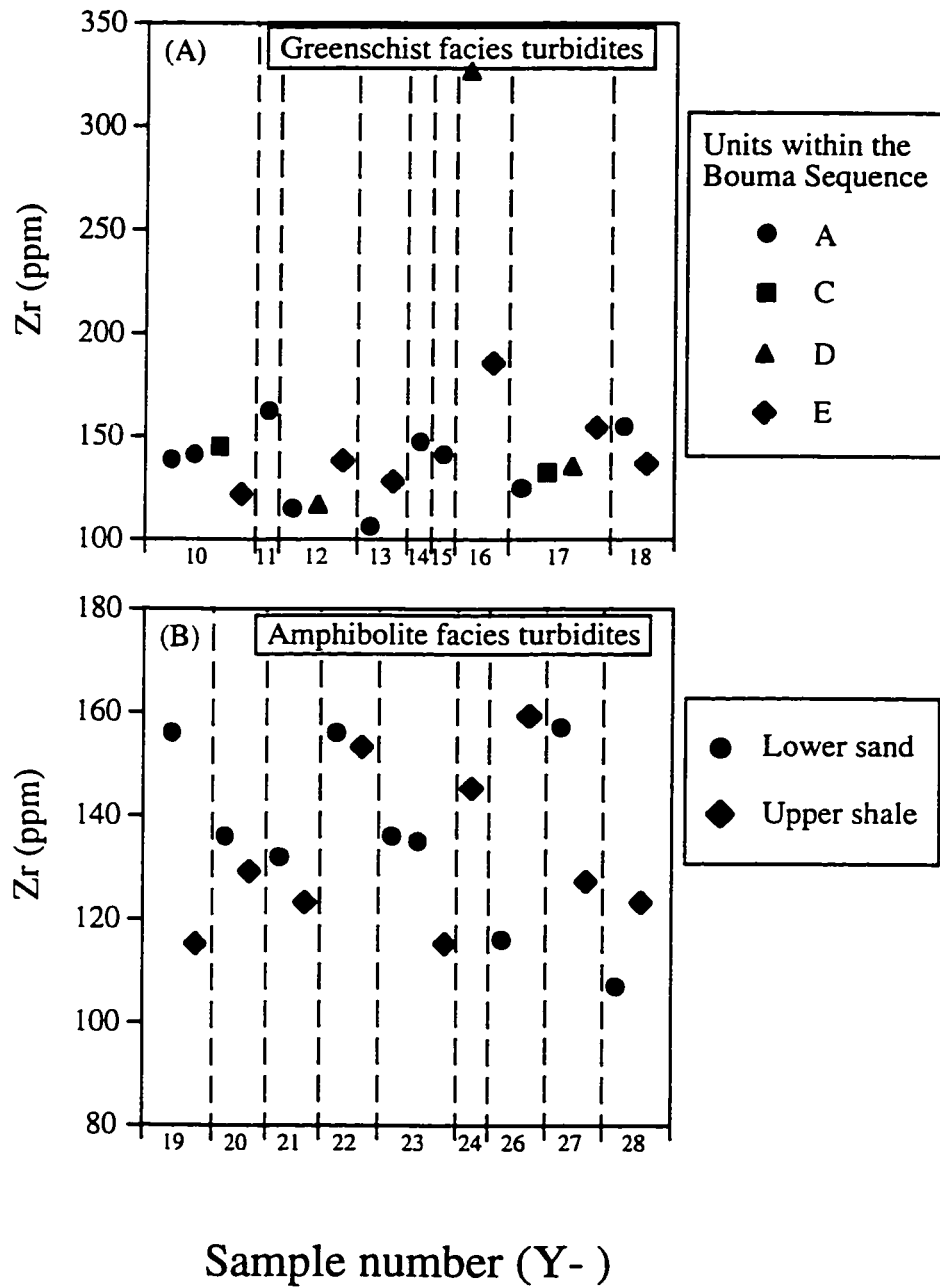 (A)
Greenschist facies turbidites
350
300
250
200
150
100
Zr (ppm)
10 11 12 13 14 15 16 17 18
Units within the
Bouma Sequence
A
C
D
E
(B)
Amphibolite facies turbidites
180
160
140
120
100
80
Zr (ppm)
19 20 21 22 23 24 26 27 28
Lower sand
Upper shale
Sample number (Y- )